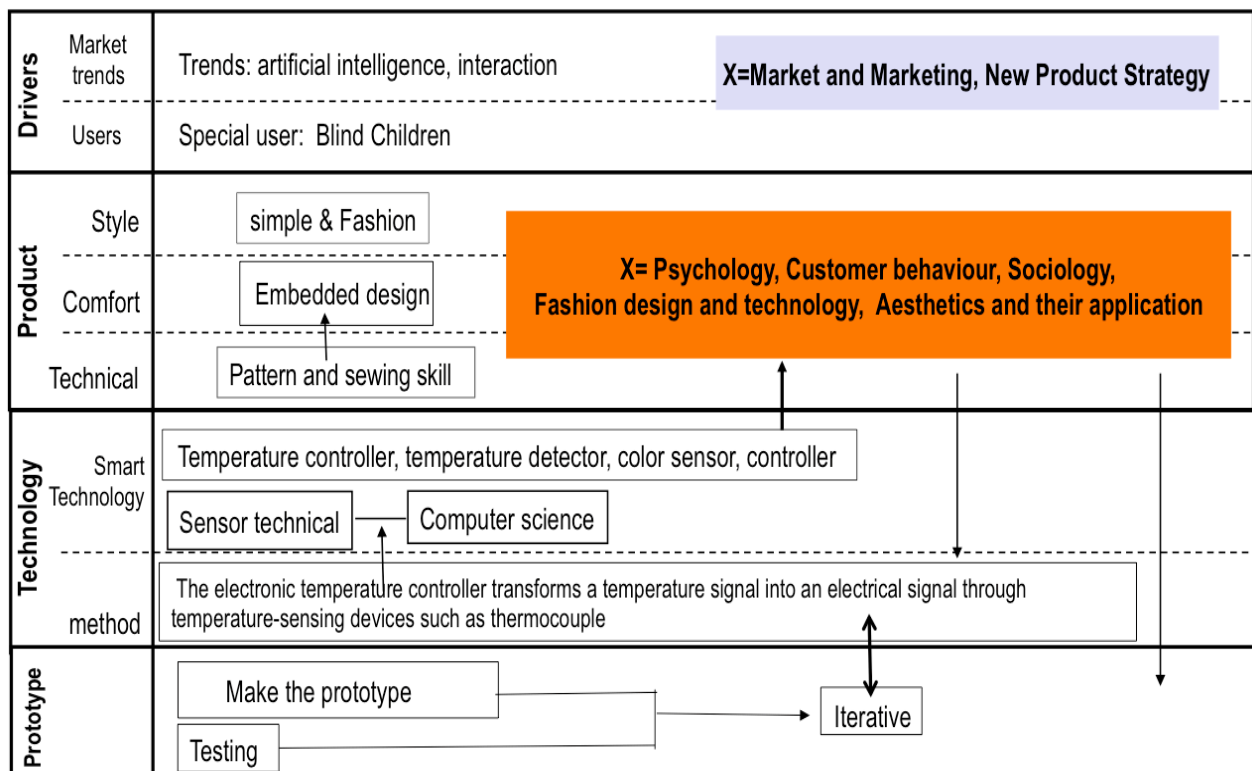 Drivers
Market
trends
Trends: artificial intelligence, interaction
X=Market and Marketing, New Product Strategy
Users
Special user: Blind Children
Product
Style
simple & Fashion
X= Psychology, Customer behaviour, Sociology,
Fashion design and technology, Aesthetics and their application
Comfort
Embedded design
Technical
Pattern and sewing skill
Technology
Smart
Technology
Temperature controller, temperature detector, color sensor, controller
Sensor technical
Computer science
method
The electronic temperature controller transforms a temperature signal into an electrical signal through
temperature-sensing devices such as thermocouple
Prototype
Make the prototype
Iterative
Testing